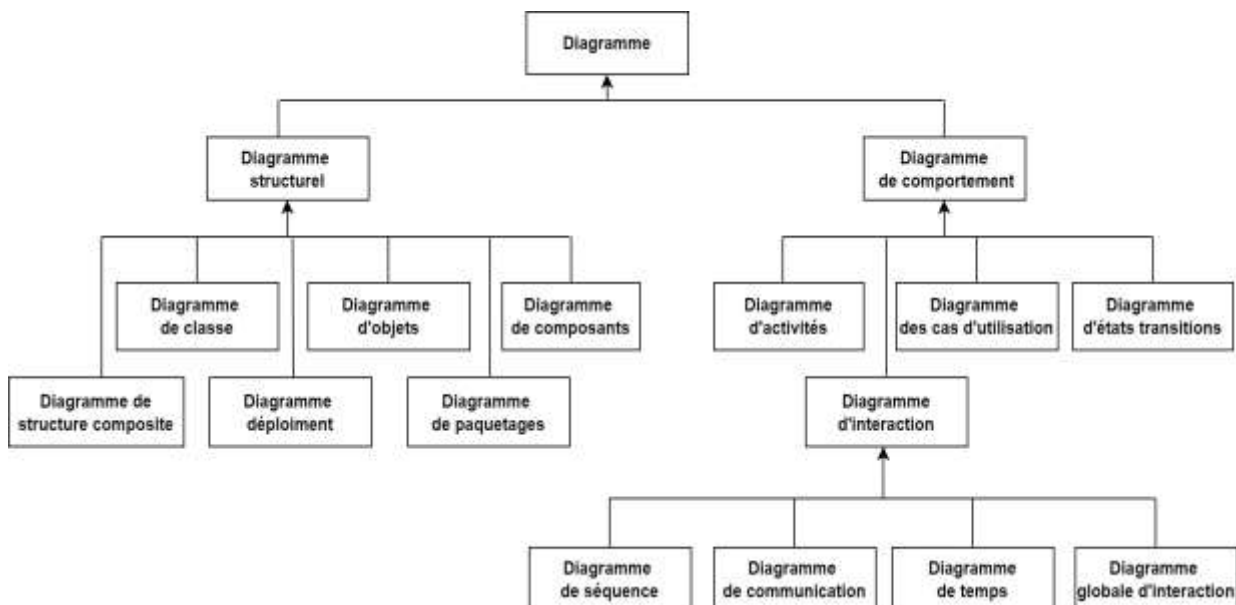 Diagramme
Diagramme
structurel
Diagramme
de comportement
Diagramme
de classe
Diagramme
d'objets
Diagramme
de composants
Diagramme
d'activités
Diagramme
des cas d'utilisation
Diagramme
d'états transitions
Diagramme de
structure composite
Diagramme
déploiment
Diagramme
de paquetages
Diagramme
d'interaction
Diagramme
de séquence
Diagramme
de communication
Diagramme
de temps
Diagramme
globale d'interaction